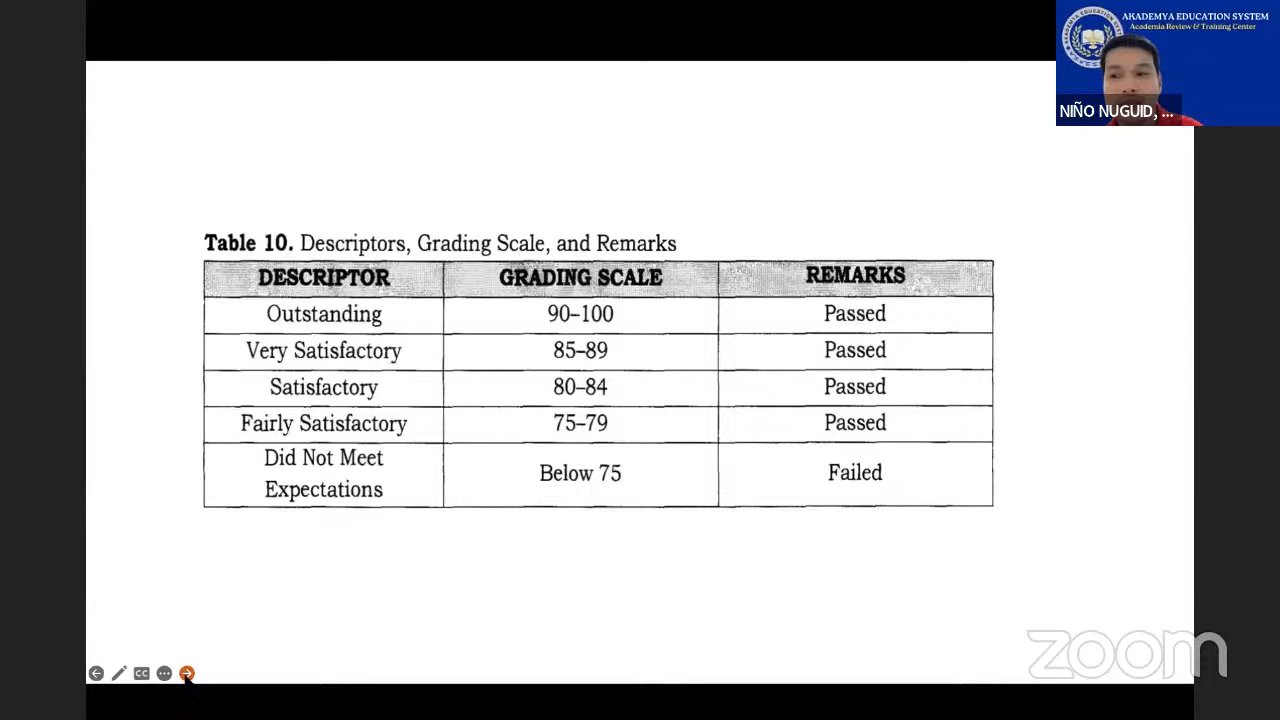 AKADEMYA EDUCATION SYSTEM
Academia Review & Training Center
NIÑO NUGUID, ...
Table 10. Descriptors, Grading Scale, and Remarks
DESCRIPTOR GRADING SCALE REMARKS
Outstanding 90–100 Passed
Very Satisfactory 85–89 Passed
Satisfactory 80–84 Passed
Fairly Satisfactory 75–79 Passed
Did Not Meet
Expectations Below 75 Failed
CC
zoom